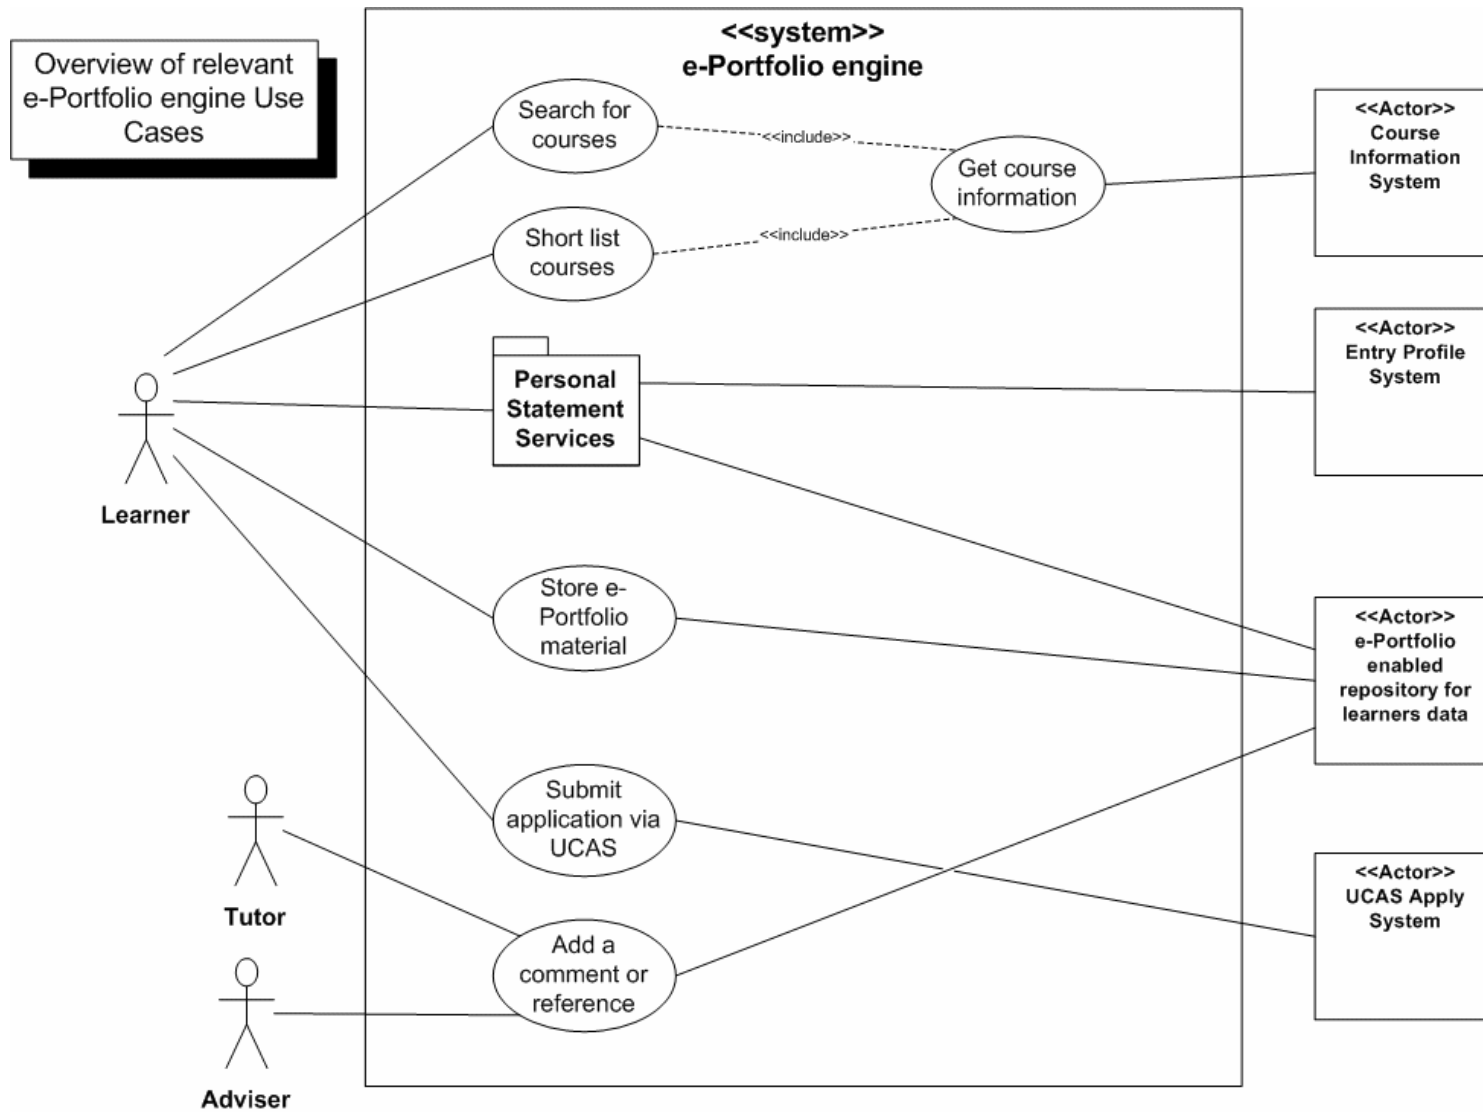 Overview of relevant
e-Portfolio engine Use
Cases
<<system>>
e-Portfolio engine
Search for
courses
<<include>>
Get course
information
<<Actor>>
Course
Information
System
Short list
courses
<<include>>
<<Actor>>
Entry Profile
System
Personal
Statement
Services
Learner
Store e-
Portfolio
material
<<Actor>>
e-Portfolio
enabled
repository for
learners data
Submit
application via
UCAS
Tutor
<<Actor>>
UCAS Apply
System
Add a
comment or
reference
Adviser